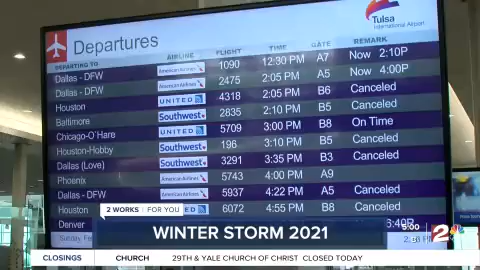 Departures
Tulsa
International Airport
DEPARTING TO AIRLINE FLIGHT TIME GATE REMARK
Dallas - DFW American Airlines 1090 12:30 PM A7 Now 2:10P
Dallas - DFW American Airlines 2475 2:05 PM A5 Now 4:00P
Houston UNITED 4318 2:05 PM B6 Canceled
Baltimore Southwest 2835 2:10 PM B5 Canceled
Chicago-O'Hare UNITED 5709 3:00 PM B8 On Time
Houston-Hobby Southwest 196 3:10 PM B5 Canceled
Dallas (Love) Southwest 3291 3:35 PM B3 Canceled
Phoenix American Airlines 5743 4:00 PM A9
Dallas - DFW American Airlines 5937 4:22 PM A5 Canceled
Houston 6072 4:55 PM B8 Canceled
Denver
2 WORKS FOR YOU
WINTER STORM 2021
5:00
2
CLOSINGS CHURCH 29TH & YALE CHURCH OF CHRIST CLOSED TODAY